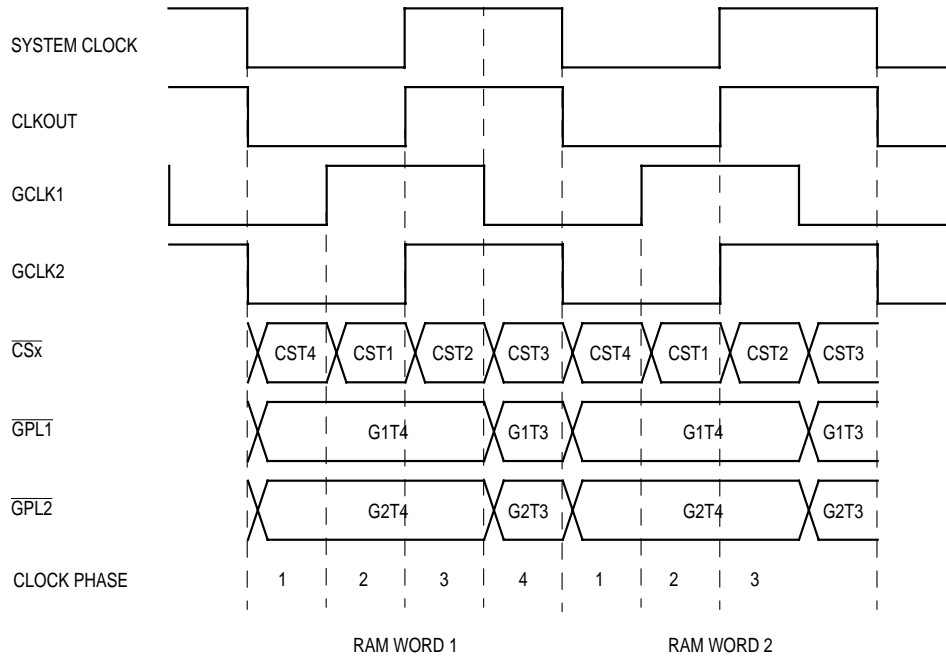 SYSTEM CLOCK
CLKOUT
GCLK1
GCLK2
CSx CST4 CST1 CST2 CST3 CST4 CST1 CST2 CST3
GPL1 G1T4 G1T3 G1T4 G1T3
GPL2 G2T4 G2T3 G2T4 G2T3
CLOCK PHASE 1 2 3 4 1 2 3
RAM WORD 1 RAM WORD 2